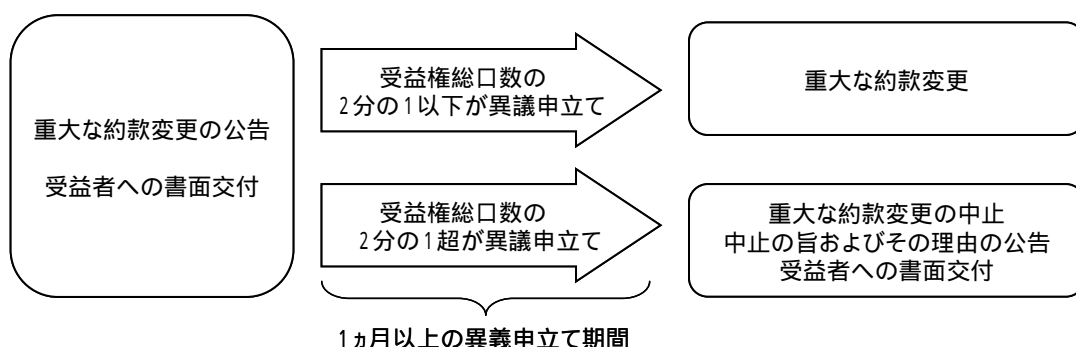 重大な約款変更の公告
受益者への書面交付
受益権総口数の
2分の1以下が異議申立て
重大な約款変更
受益権総口数の
2分の1超が異議申立て
重大な約款変更の中止
中止の旨およびその理由の公告
受益者への書面交付
1ヵ月以上の異義申立て期間